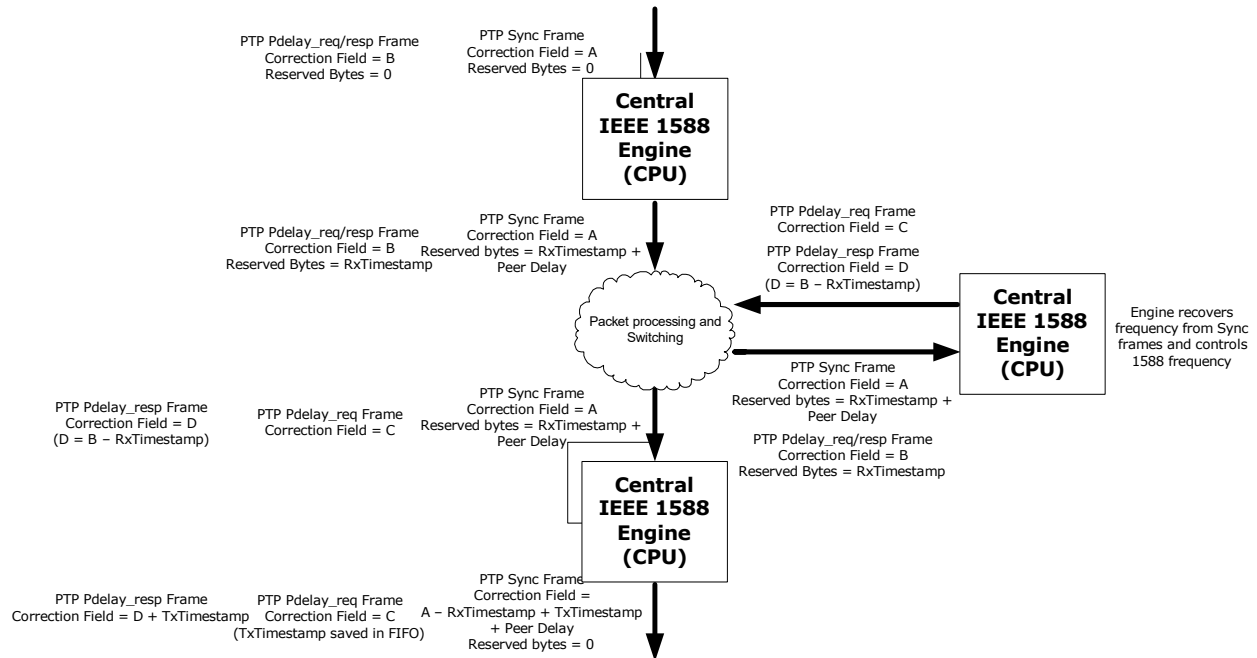 PTP Pdelay_req/resp Frame
Correction Field = B
Reserved Bytes = 0
PTP Sync Frame
Correction Field = A
Reserved Bytes = 0
Central
IEEE 1588
Engine
(CPU)
PTP Pdelay_req/resp Frame
Correction Field = B
Reserved Bytes = RxTimestamp
PTP Sync Frame
Correction Field = A
Reserved bytes = RxTimestamp +
Peer Delay
PTP Pdelay_req Frame
Correction Field = C
PTP Pdelay_resp Frame
Correction Field = D
(D = B – RxTimestamp)
Packet processing and
Switching
Central
IEEE 1588
Engine
(CPU)
Engine recovers
frequency from Sync
frames and controls
1588 frequency
PTP Sync Frame
Correction Field = A
Reserved bytes = RxTimestamp +
Peer Delay
PTP Pdelay_req/resp Frame
Correction Field = B
Reserved Bytes = RxTimestamp
PTP Pdelay_resp Frame
Correction Field = D
(D = B – RxTimestamp)
PTP Pdelay_req Frame
Correction Field = C
PTP Sync Frame
Correction Field = A
Reserved bytes = RxTimestamp +
Peer Delay
Central
IEEE 1588
Engine
(CPU)
PTP Pdelay_resp Frame
Correction Field = D + TxTimestamp
PTP Pdelay_req Frame
Correction Field = C
(TxTimestamp saved in FIFO)
PTP Sync Frame
Correction Field =
A – RxTimestamp + TxTimestamp
+ Peer Delay
Reserved bytes = 0